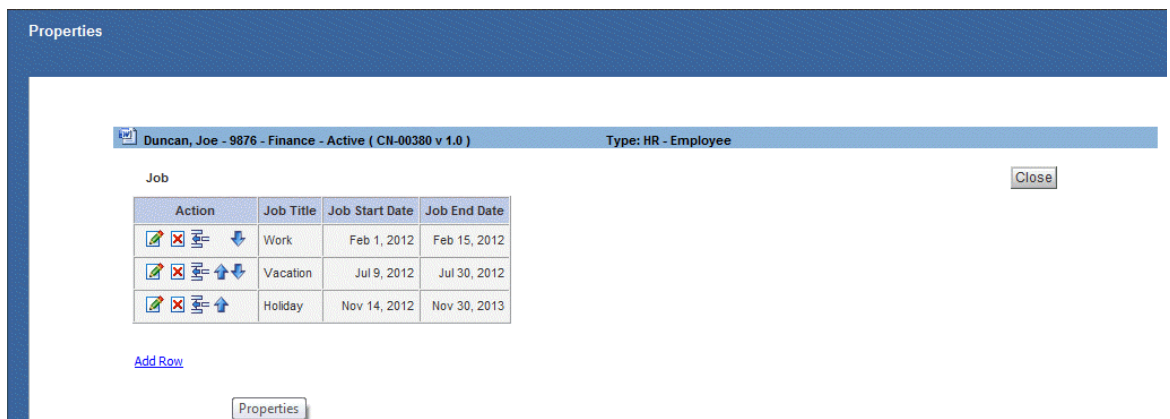 Properties
Duncan, Joe - 9876 - Finance - Active ( CN-00380 v 1.0 ) Type: HR - Employee
Job Close
Action Job Title Job Start Date Job End Date
Work Feb 1, 2012 Feb 15, 2012
Vacation Jul 9, 2012 Jul 30, 2012
Holiday Nov 14, 2012 Nov 30, 2013
Add Row
Properties